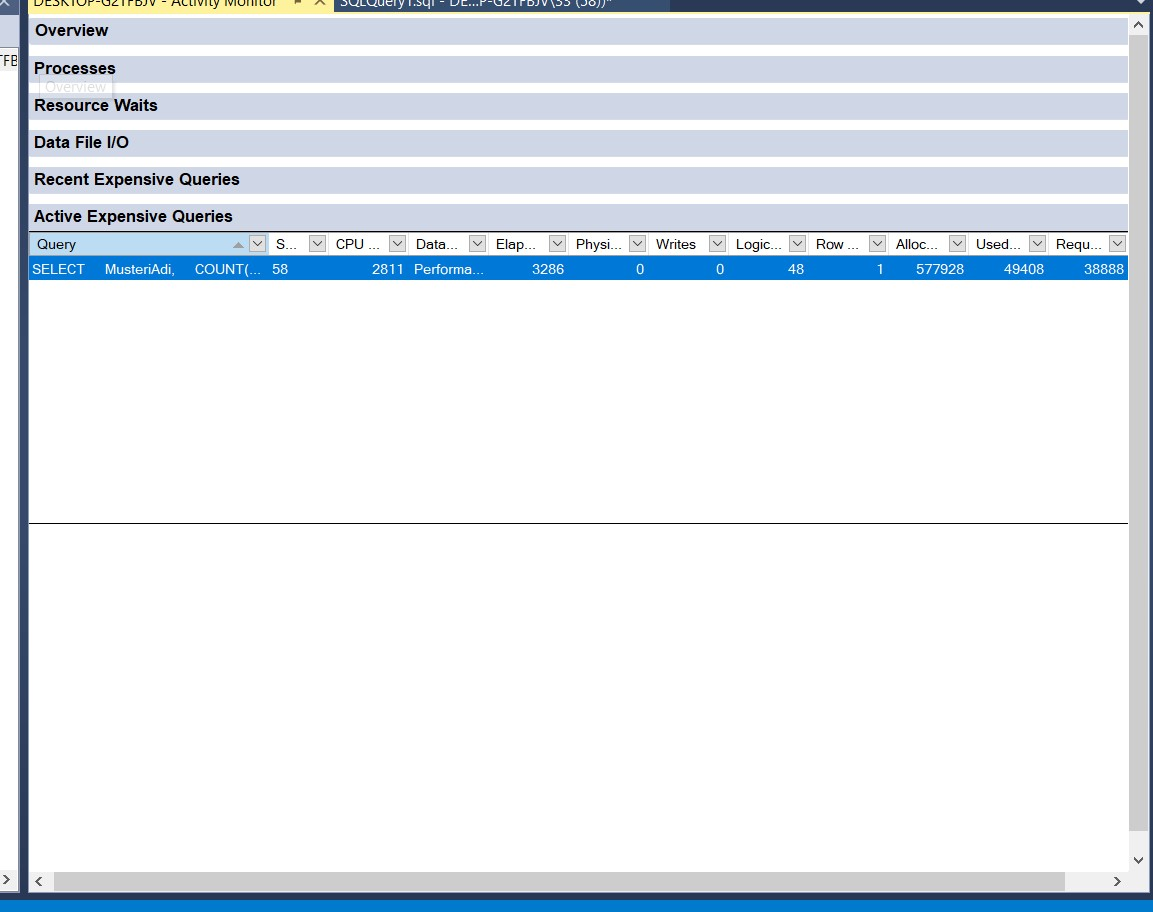 DESKTOP-G2TFBJV - Activity Monitor SQLQuery1.sql - DE...P-G2TFBJV\33 (58))*
Overview
TFB
Processes
Overview
Resource Waits
Data File I/O
Recent Expensive Queries
Active Expensive Queries
Query S... CPU ... Data... Elap... Physi... Writes Logic... Row ... Alloc... Used... Requ...
SELECT MusteriAdi, COUNT(... 58 2811 Performa... 3286 0 0 48 1 577928 49408 38888